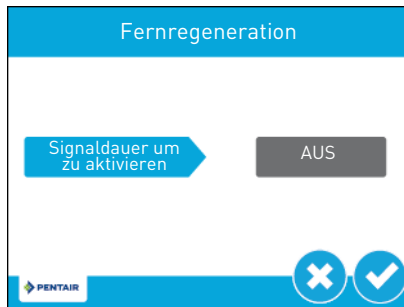 Fernregeneration
Signaldauer um
zu aktivieren
AUS
PENTAIR